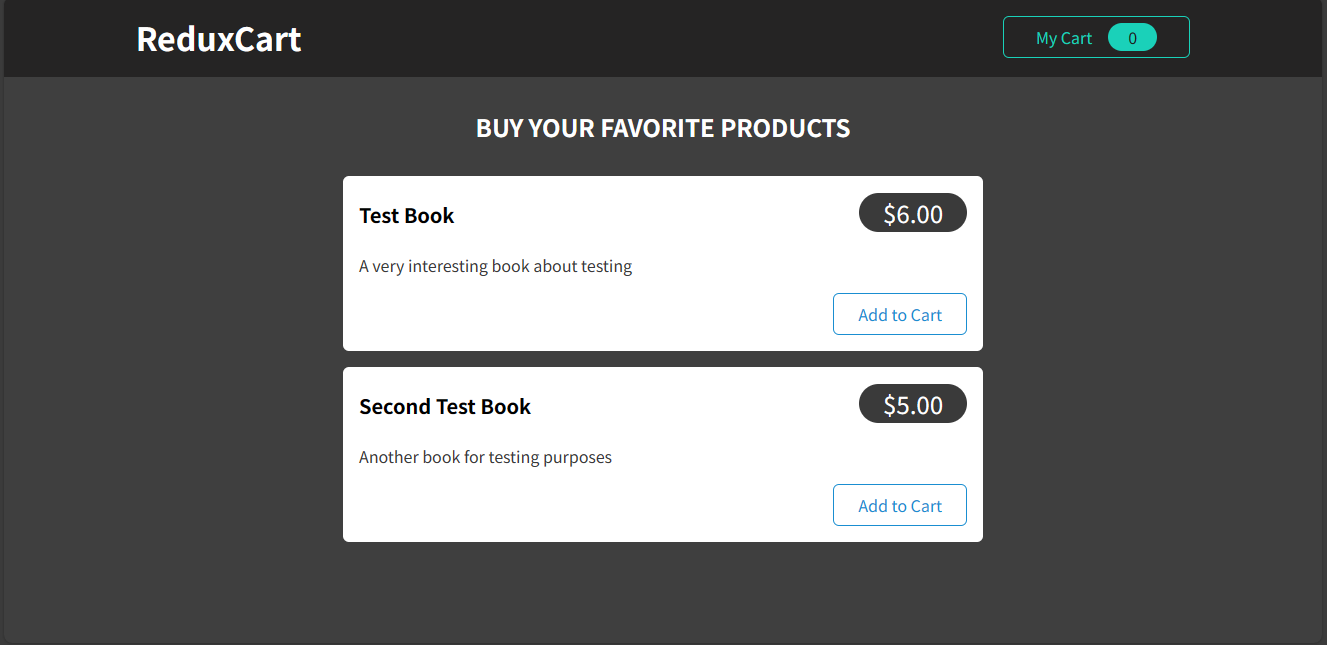 ReduxCart
My Cart 0
BUY YOUR FAVORITE PRODUCTS
Test Book
$6.00
A very interesting book about testing
Add to Cart
Second Test Book
$5.00
Another book for testing purposes
Add to Cart